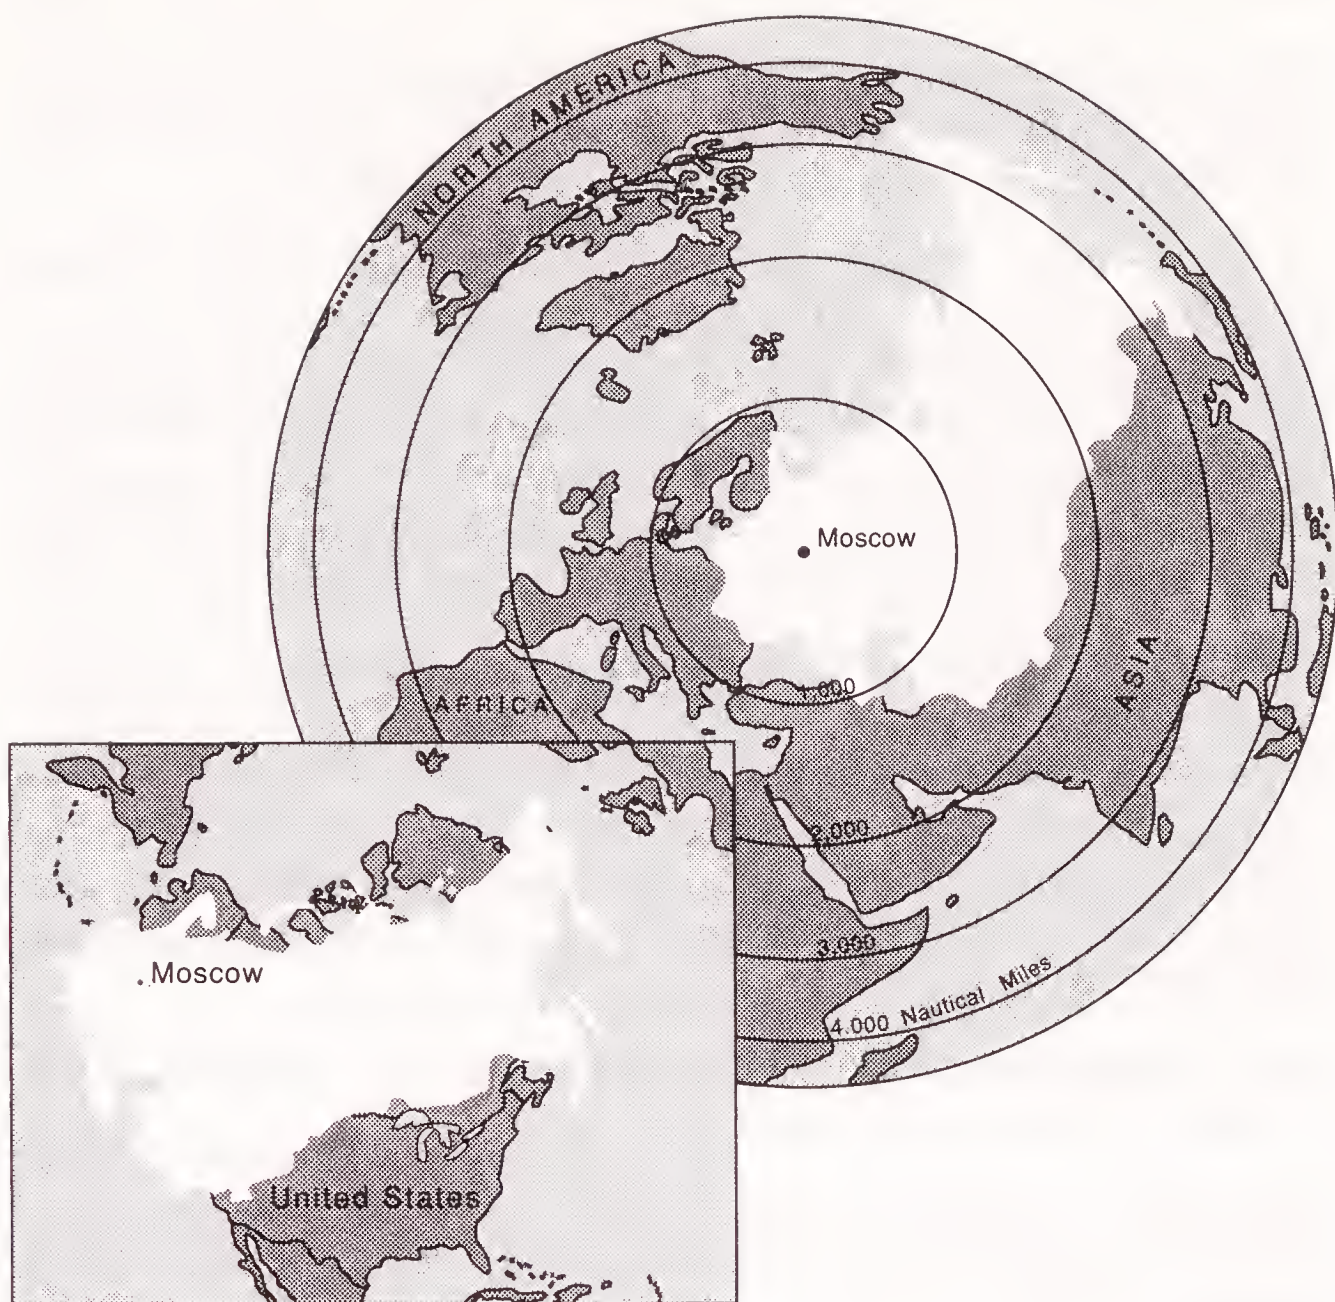 NORTH AMERICA
Moscow
1.000
AFRICA
ASIA
2,000
3,000
4.000 Nautical Miles
Moscow
United States